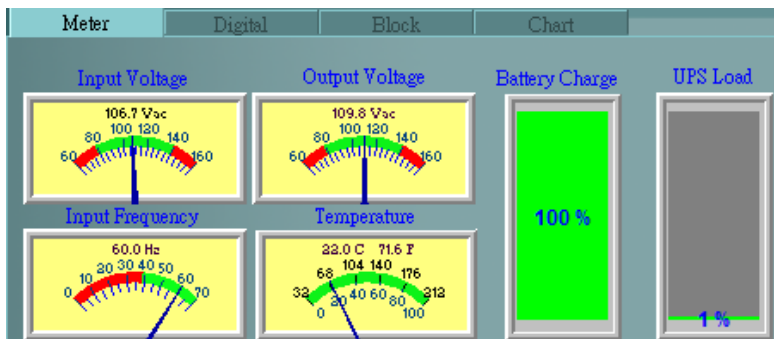 Meter Digital Block Chart
Input Voltage Output Voltage Battery Charge UPS Load
106.7 Vac
60 80 100 120 140 160
109.8 Vac
60 80 100 120 140 160
100 %
1 %
Input Frequency Temperature
60.0 Hz
0 10 20 30 40 50 60 70
22.0 C 71.6 F
32 68 104 140 176 212
0 20 40 60 80 100